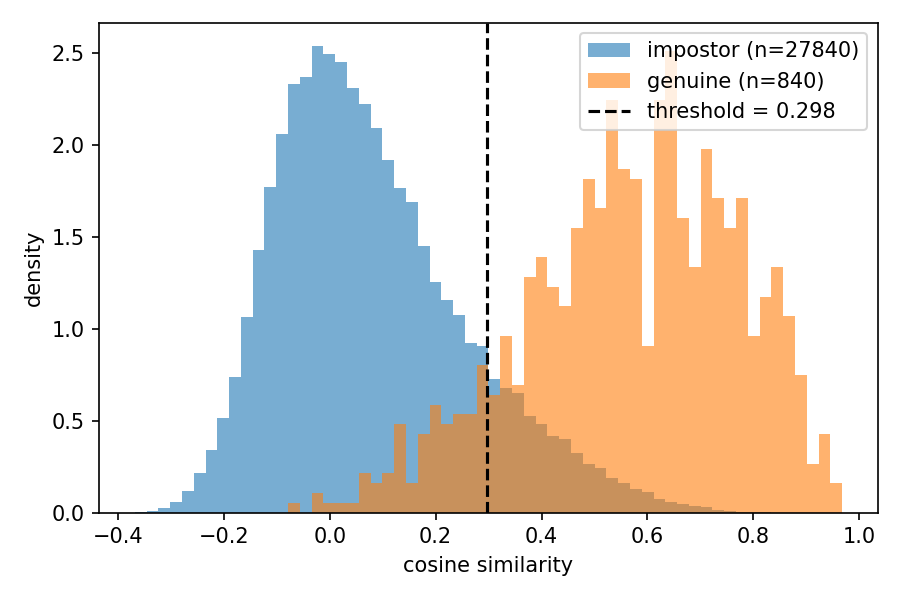 impostor (n=27840)
genuine (n=840)
threshold = 0.298
2.5
2.0
1.5
1.0
0.5
0.0
density
−0.4 −0.2 0.0 0.2 0.4 0.6 0.8 1.0
cosine similarity